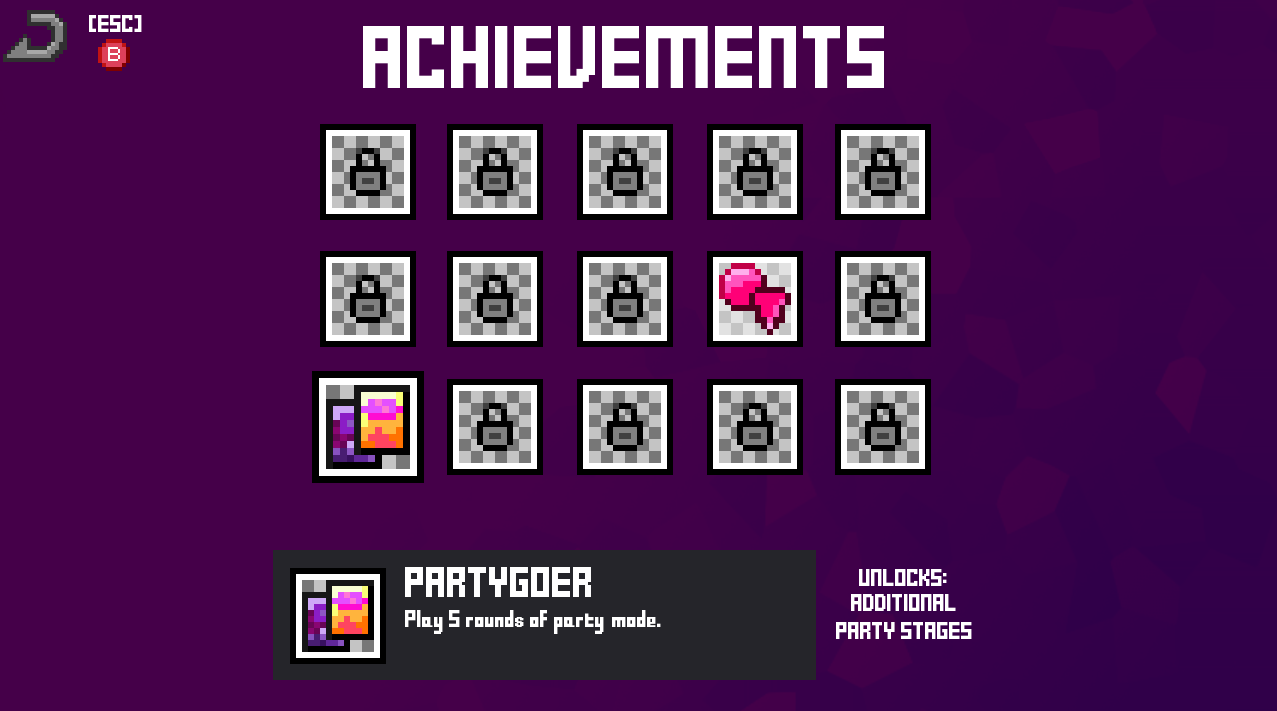 [ESC]
B
ACHIEVEMENTS
PARTYGOER
Play 5 rounds of party mode.
UNLOCKS:
ADDITIONAL
PARTY STAGES